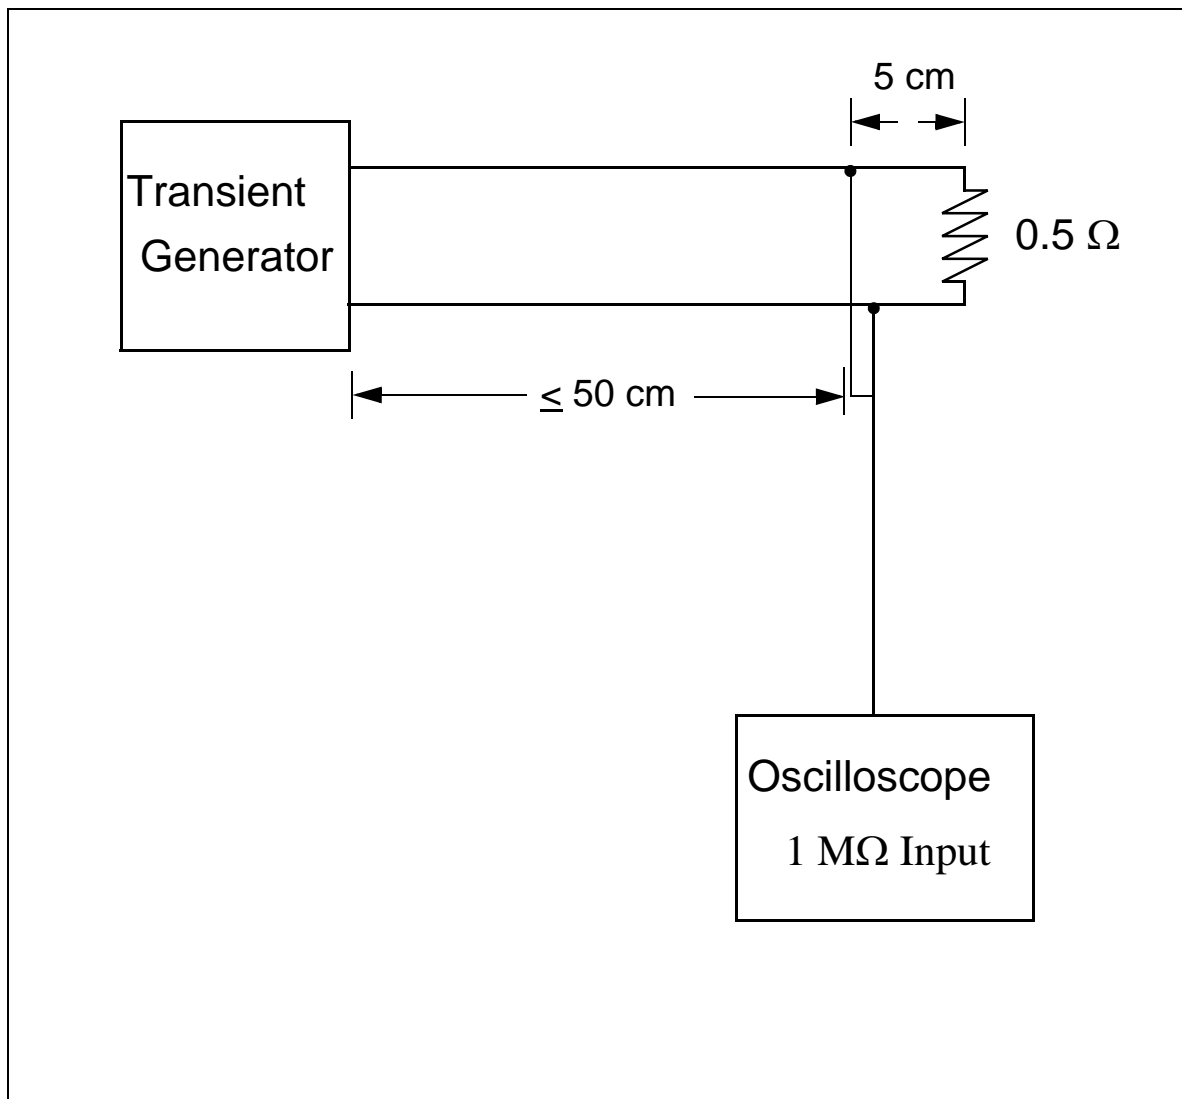 5 cm
Transient
Generator
0.5 Ω
≤ 50 cm
Oscilloscope
1 MΩ Input